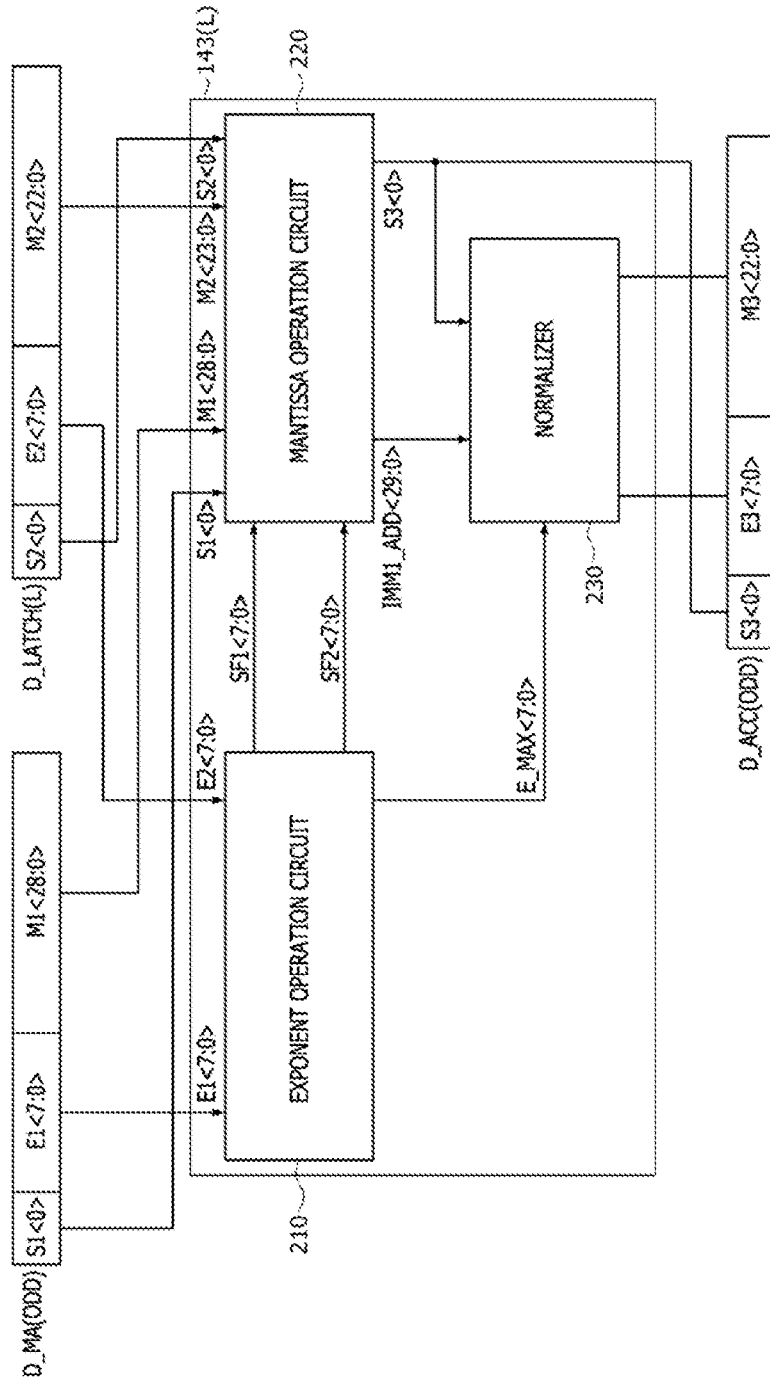 D_MA(ODD)
S1<0>
E1<7:0>
M1<28:0>
D_LATCH(L)
S2<0>
E2<7:0>
M2<22:0>
143(L)
E1<7:0>
E2<7:0>
S1<0>
M1<28:0>
M2<23:0>
S2<0>
210
EXPONENT OPERATION CIRCUIT
SF1<7:0>
SF2<7:0>
MANTISSA OPERATION CIRCUIT
220
E_MAX<7:0>
IMM1_ADD<29:0>
S3<0>
NORMALIZER
230
D_ACC(ODD)
S3<0>
E3<7:0>
M3<22:0>